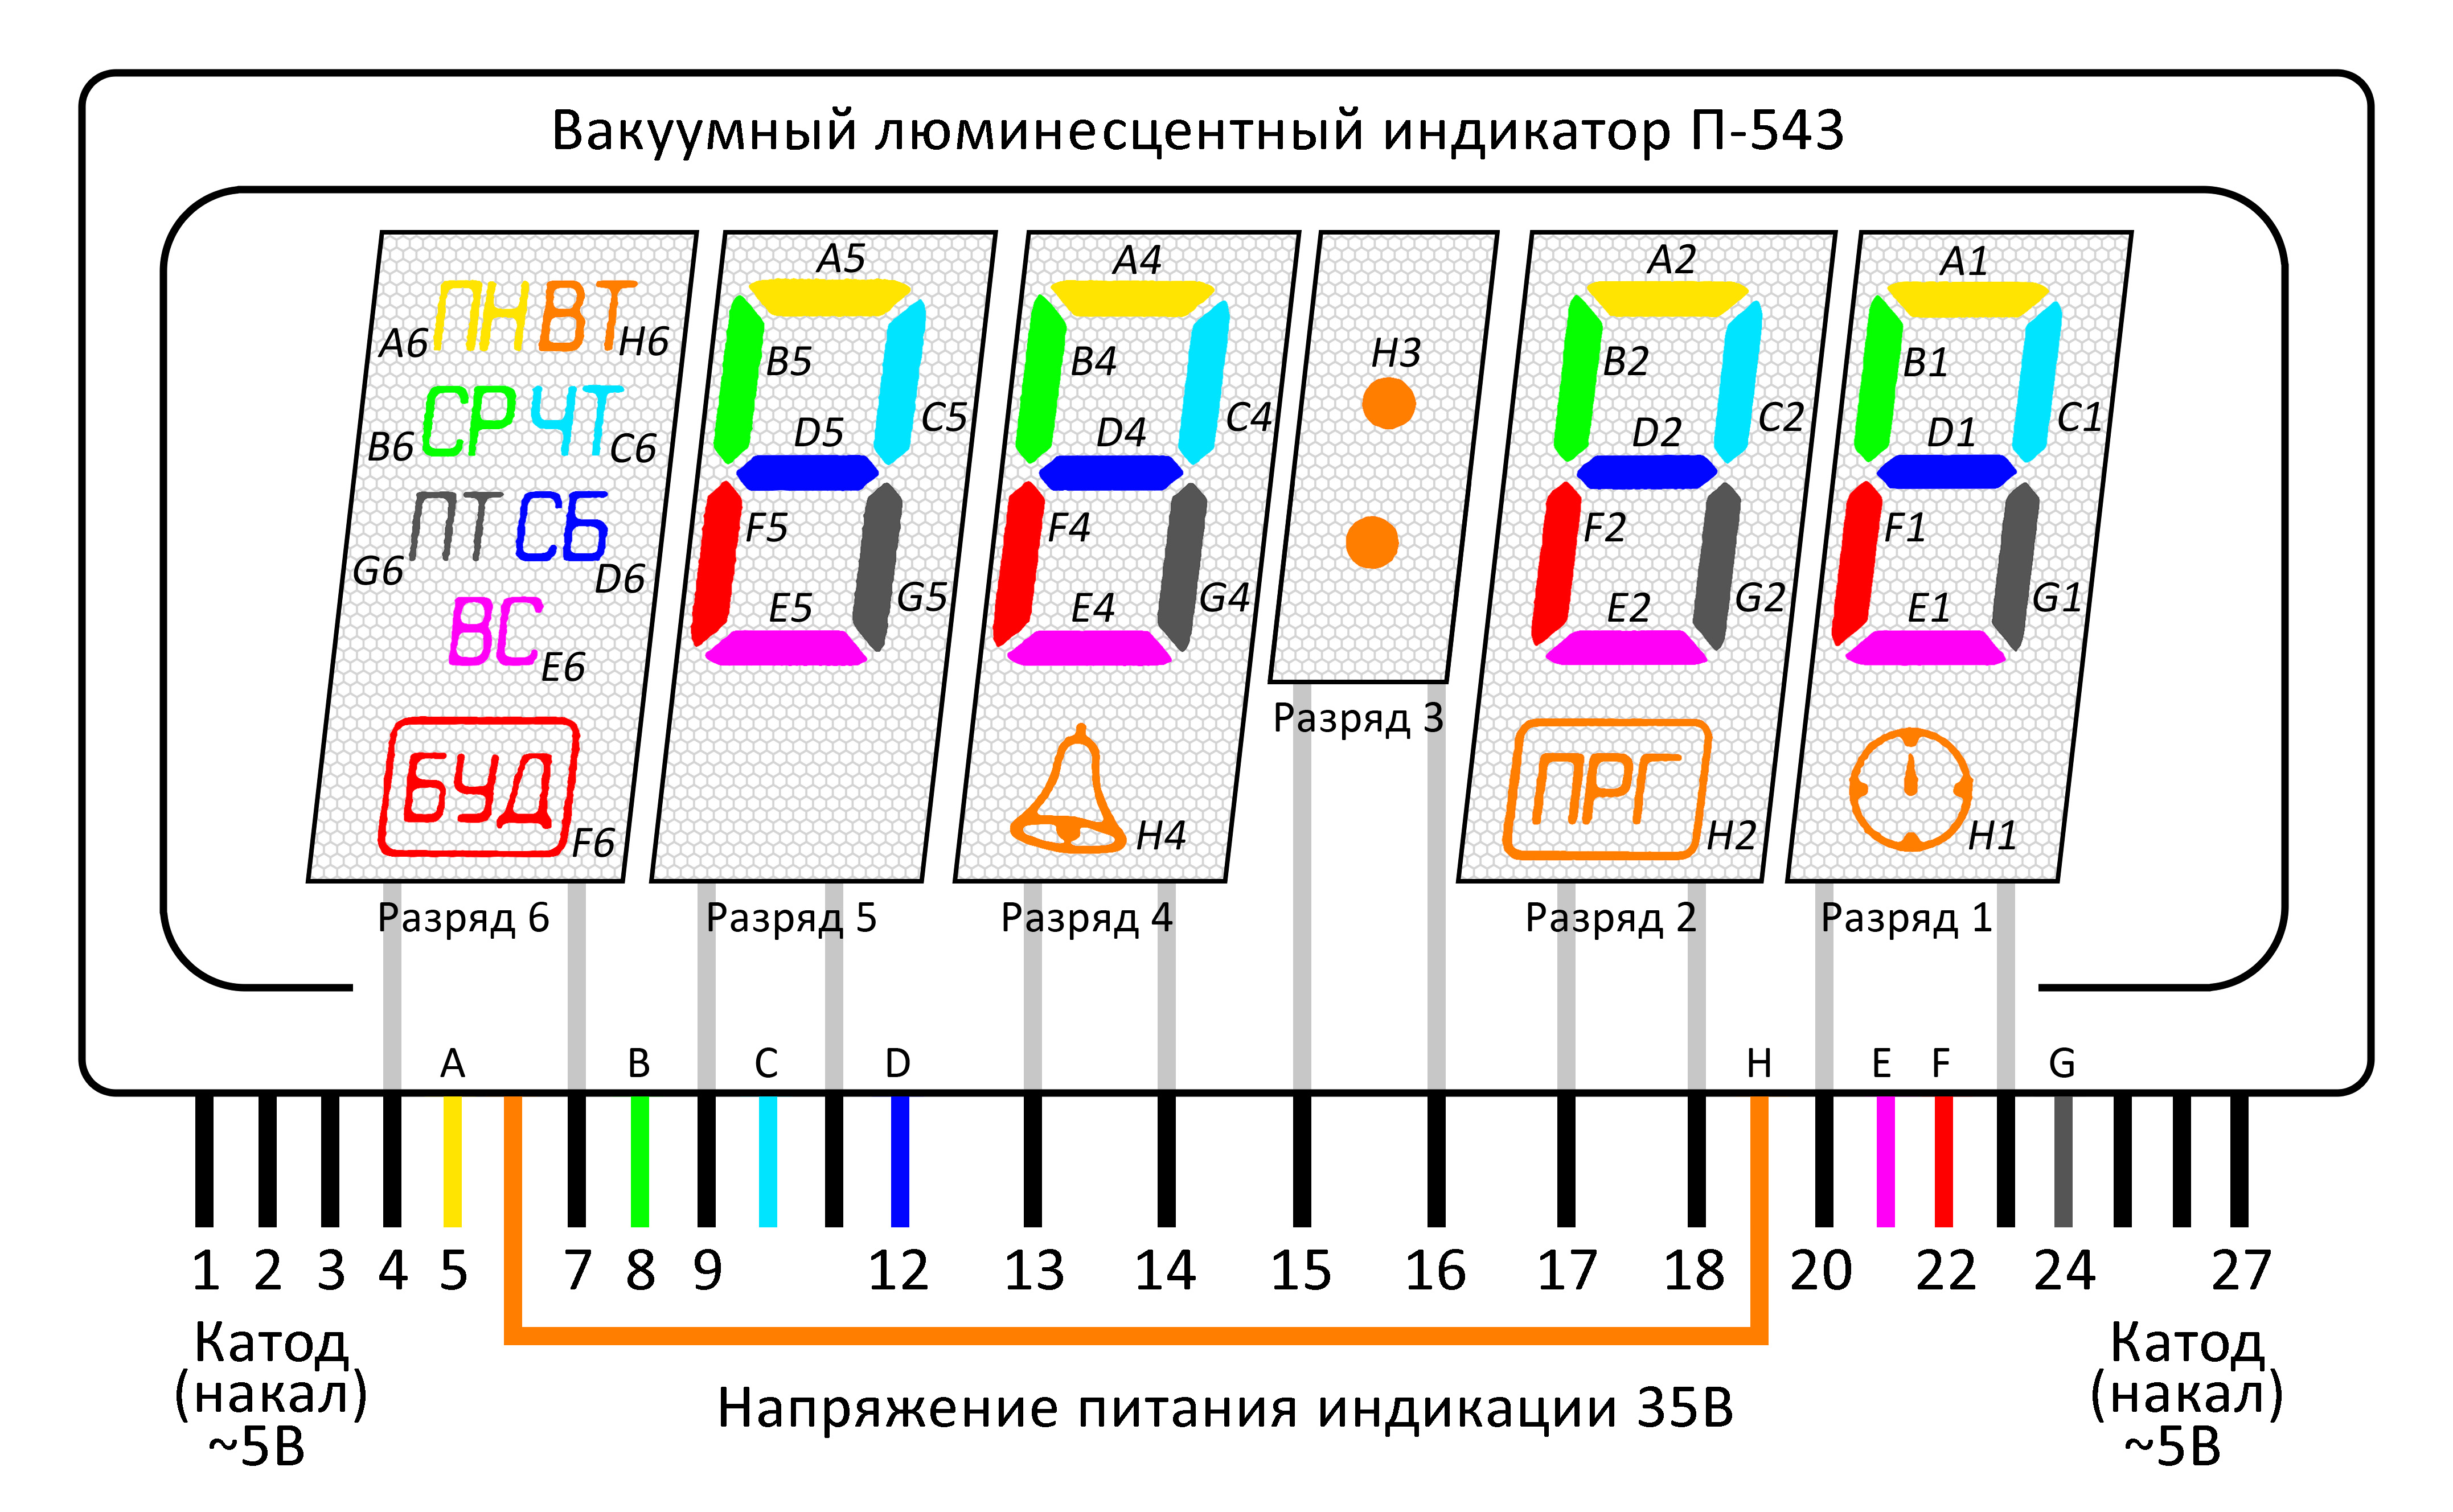 Вакуумный люминесцентный индикатор П-543
A5 A4 A2 A1
ПН ВТ
A6 H6
B5 B4 H3 B2 B1
СР ЧТ
B6 C6
D5 C5 D4 C4 D2 C2 D1 C1
ПТ СБ
G6 D6
F5 F4 F2 F1
E5 G5 E4 G4 E2 G2 E1 G1
ВС
E6
Разряд 3
БУД
F6
H4
ПРГ
H2
H1
Разряд 6 Разряд 5 Разряд 4 Разряд 2 Разряд 1
A B C D H E F G
1 2 3 4 5 7 8 9 12 13 14 15 16 17 18 20 22 24 27
Катод
(накал)
~5В
Напряжение питания индикации 35В
Катод
(накал)
~5В